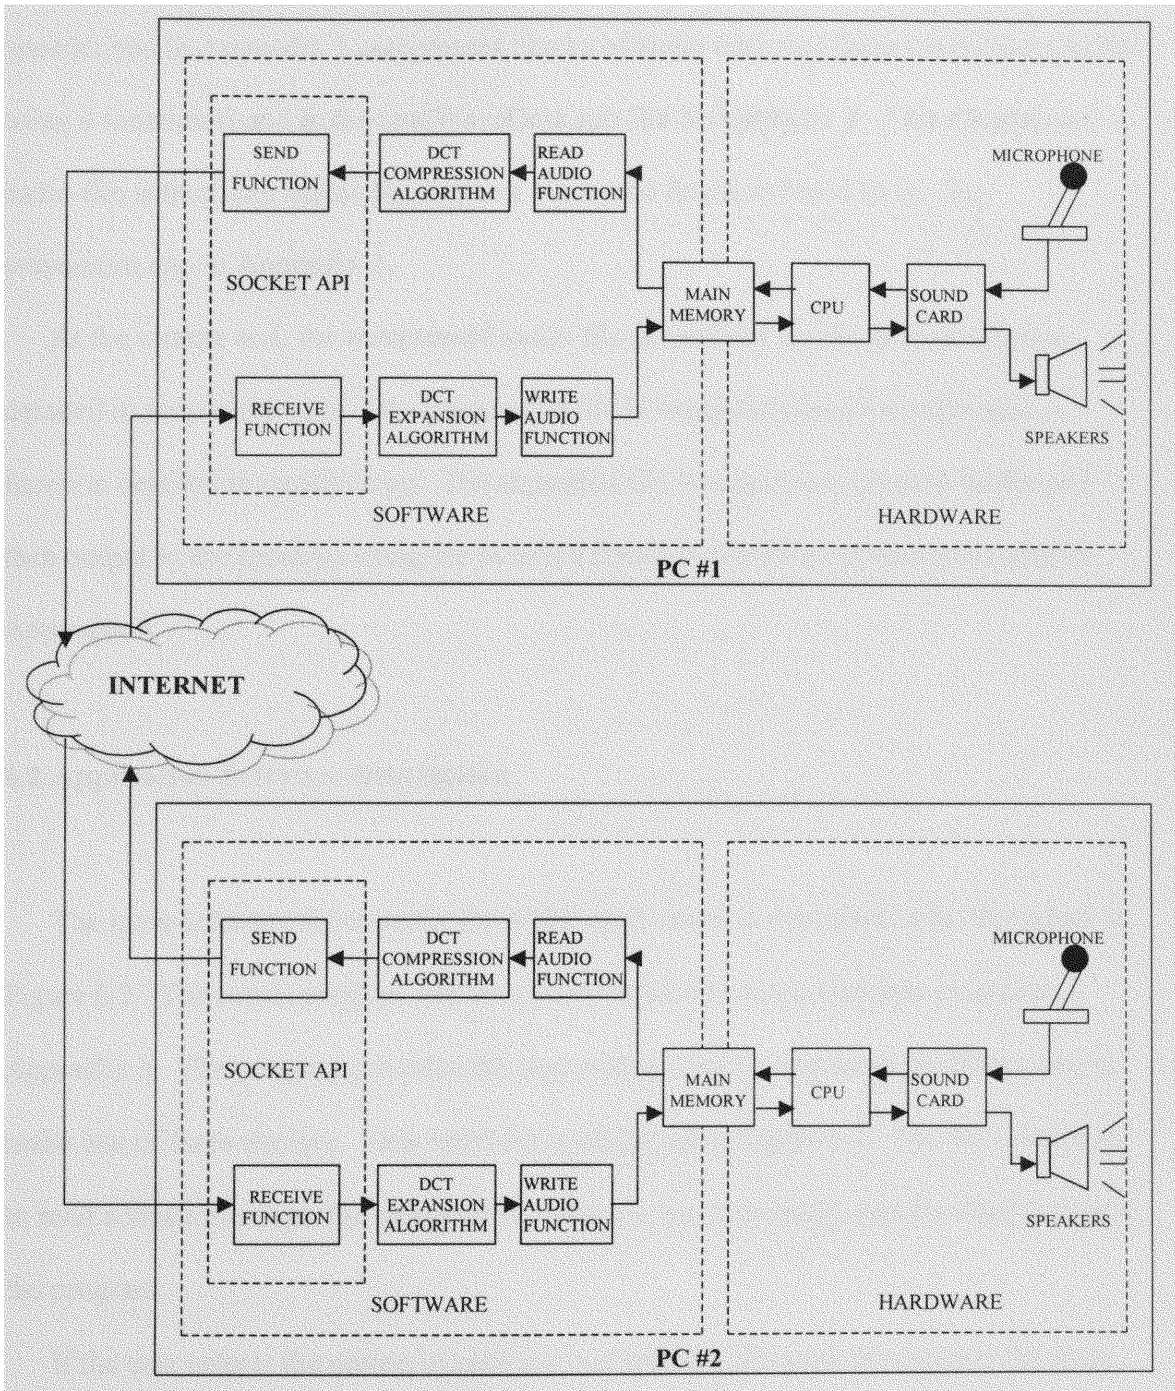 MICROPHONE
SEND
FUNCTION
DCT
COMPRESSION
ALGORITHM
READ
AUDIO
FUNCTION
SOCKET API
MAIN
MEMORY
CPU
SOUND
CARD
RECEIVE
FUNCTION
DCT
EXPANSION
ALGORITHM
WRITE
AUDIO
FUNCTION
SPEAKERS
SOFTWARE
HARDWARE
PC #1
INTERNET
MICROPHONE
SEND
FUNCTION
DCT
COMPRESSION
ALGORITHM
READ
AUDIO
FUNCTION
SOCKET API
MAIN
MEMORY
CPU
SOUND
CARD
RECEIVE
FUNCTION
DCT
EXPANSION
ALGORITHM
WRITE
AUDIO
FUNCTION
SPEAKERS
SOFTWARE
HARDWARE
PC #2